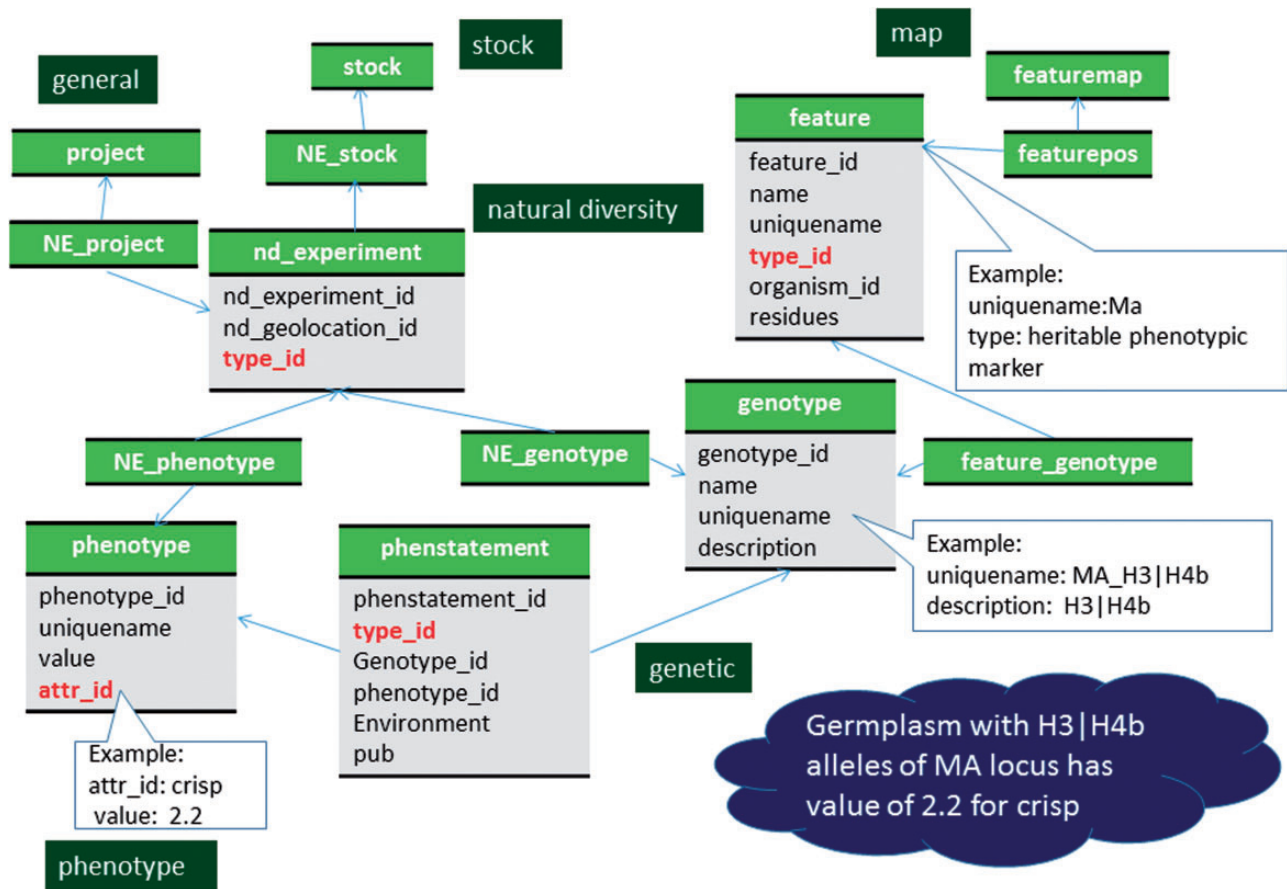 general
stock
map
stock
featuremap
project
NE_stock
feature
featurepos
NE_project
natural diversity
nd_experiment
nd_experiment_id
nd_geolocation_id
type_id
feature_id
name
uniquename
type_id
organism_id
residues
Example:
uniquename:Ma
type: heritable phenotypic
marker
NE_phenotype
NE_genotype
genotype
genotype_id
name
uniquename
description
feature_genotype
Example:
uniquename: MA_H3|H4b
description: H3|H4b
phenotype
phenotype_id
uniquename
value
attr_id
phenstatement
phenstatement_id
type_id
Genotype_id
phenotype_id
Environment
pub
genetic
Example:
attr_id: crisp
value: 2.2
phenotype
Germplasm with H3|H4b
alleles of MA locus has
value of 2.2 for crisp